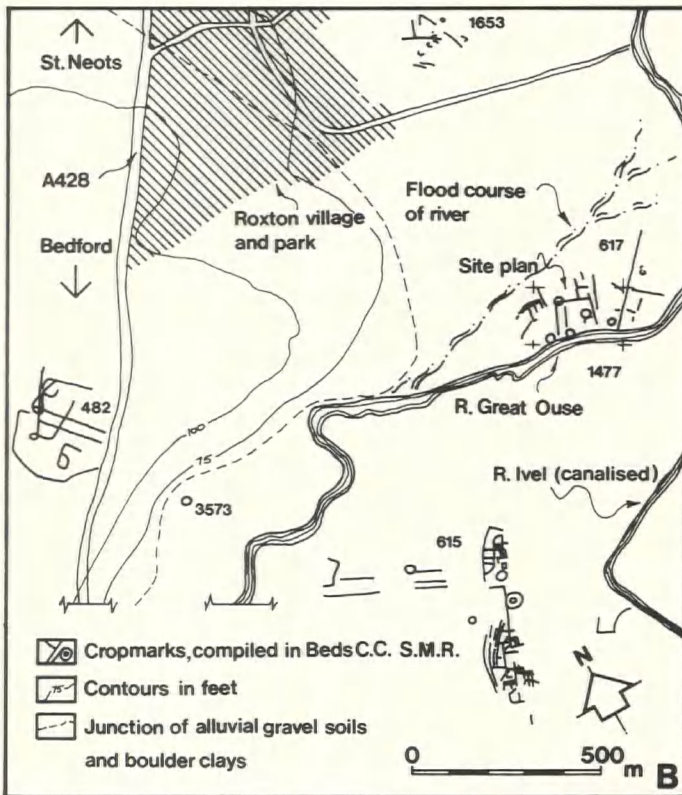 1653
St. Neots
A428
Roxton village
and park
Flood course
of river
Bedford
617
Site plan
482
1477
R. Great Ouse
100
75
R. Ivel (canalised)
3573
615
Cropmarks, compiled in Beds C.C. S.M.R.
N
75
Contours in feet
Junction of alluvial gravel soils
and boulder clays
0 500
m
B